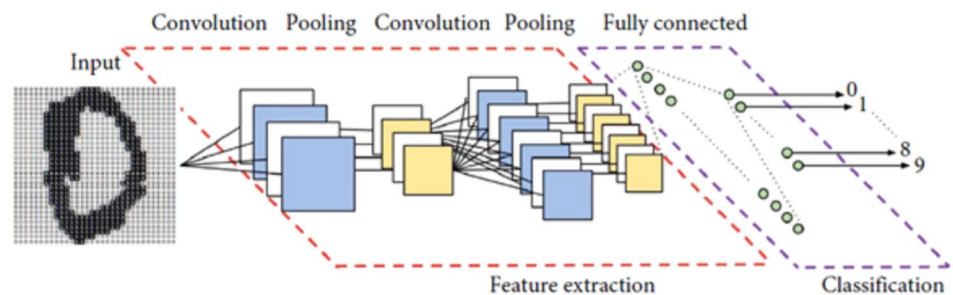 Convolution Pooling Convolution Pooling Fully connected
Input
0
1
8
9
Feature extraction Classification